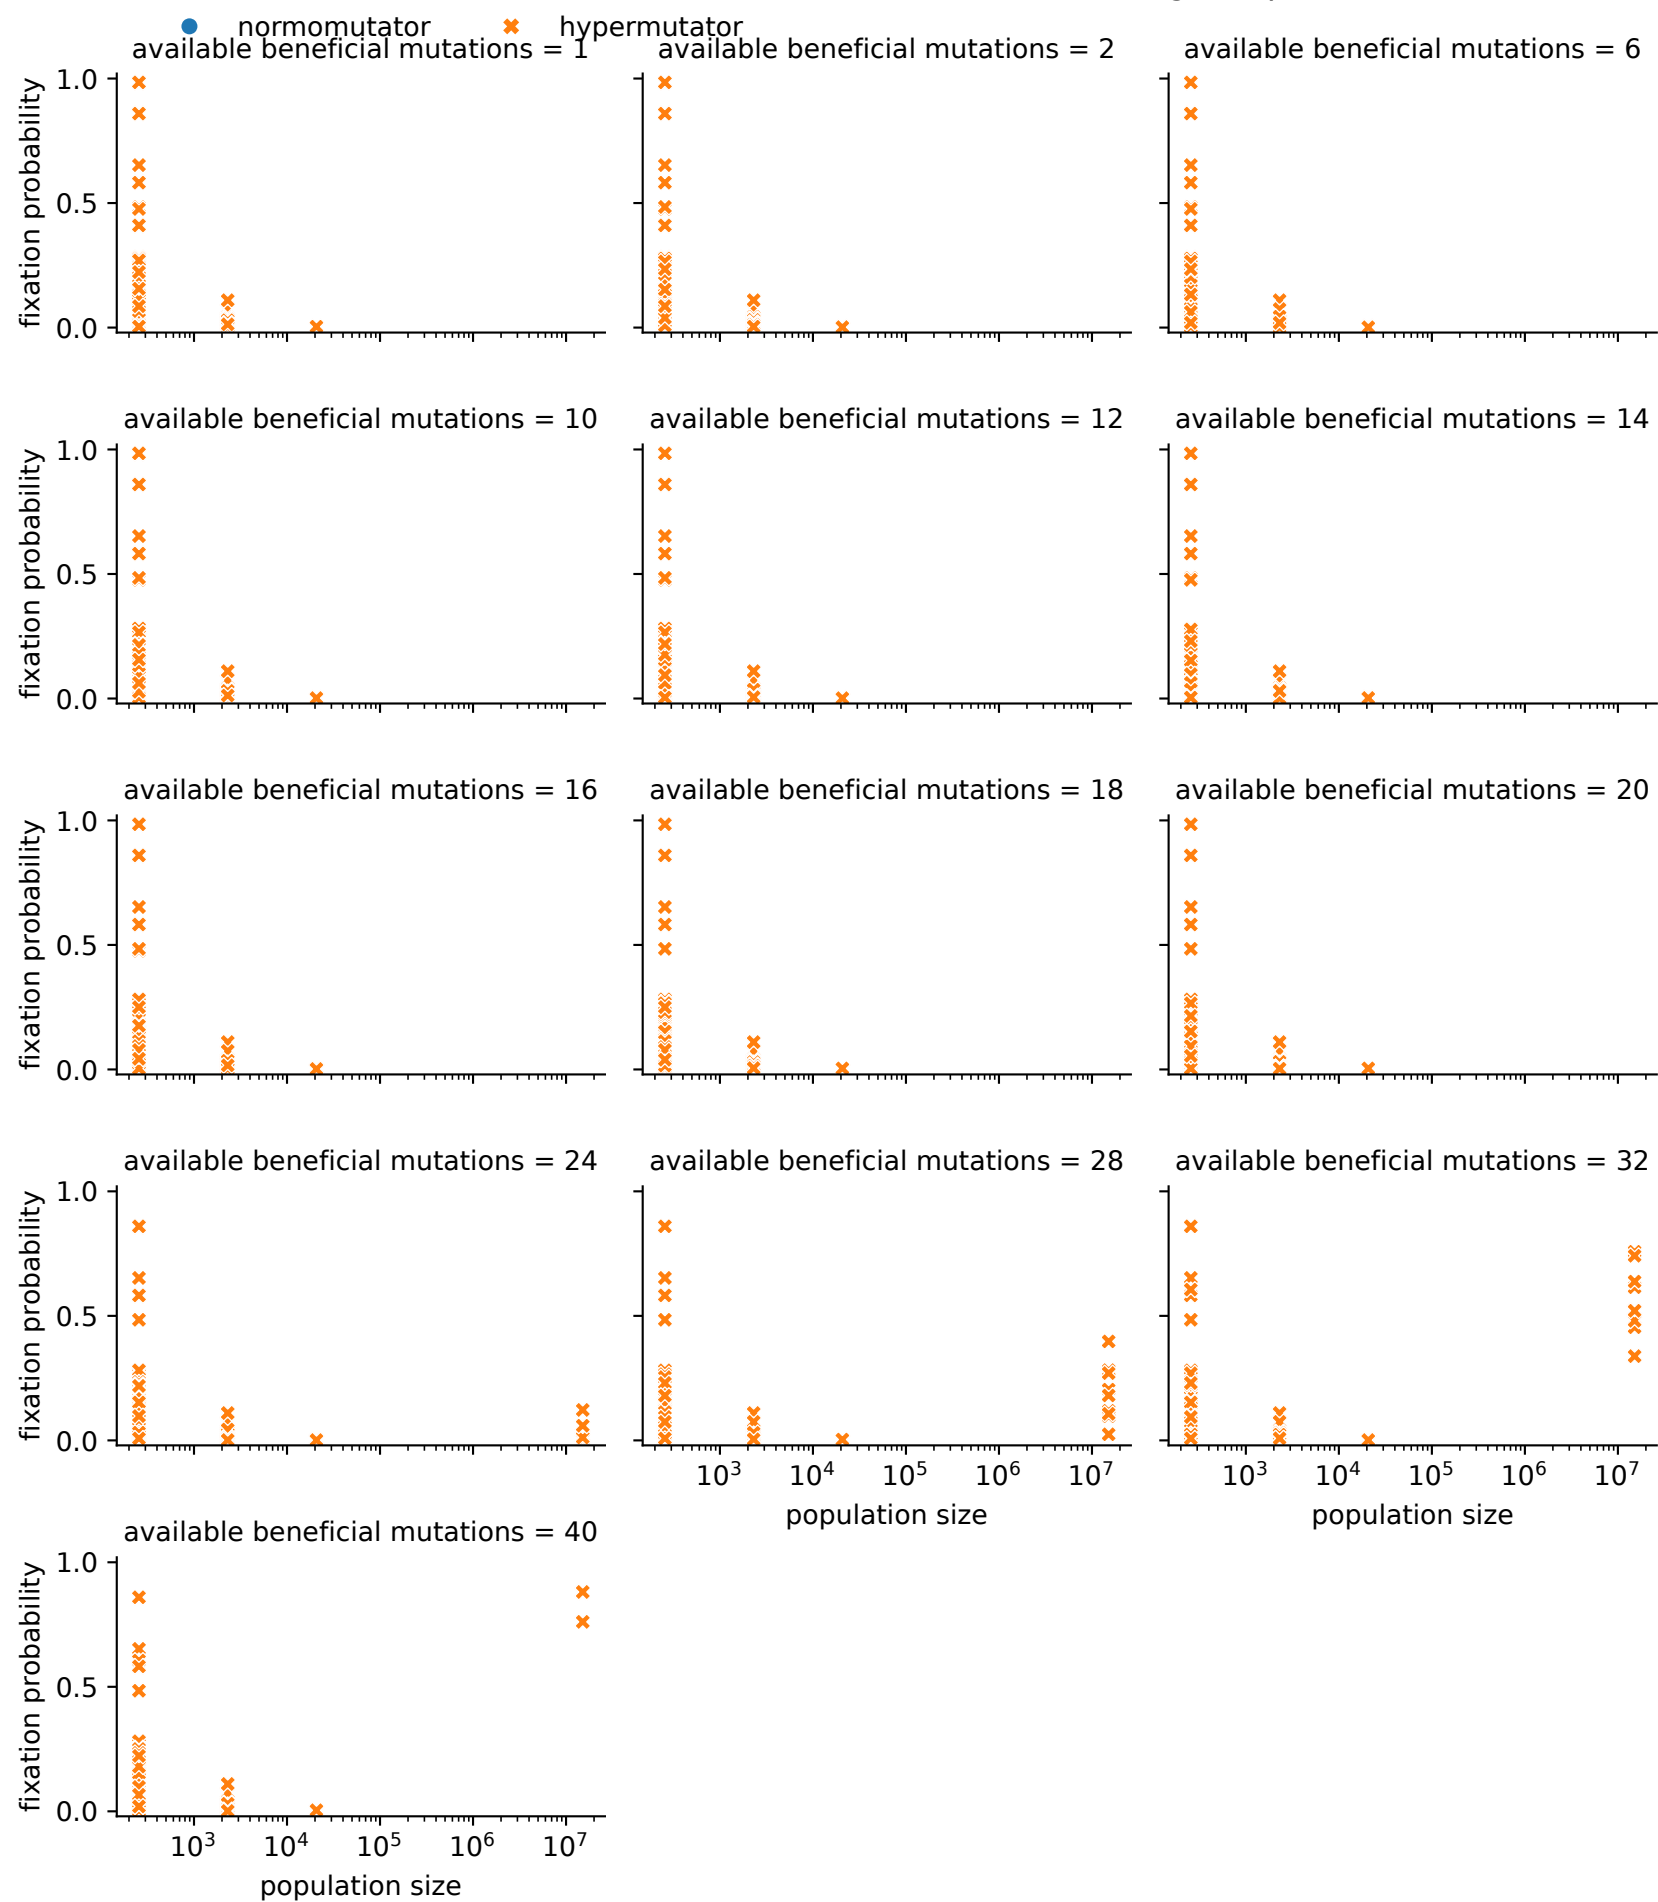 normomutator hypermutator
available beneficial mutations = 1 available beneficial mutations = 2 available beneficial mutations = 6
fixation probability
1.0
0.5
0.0
available beneficial mutations = 10 available beneficial mutations = 12 available beneficial mutations = 14
fixation probability
1.0
0.5
0.0
available beneficial mutations = 16 available beneficial mutations = 18 available beneficial mutations = 20
fixation probability
1.0
0.5
0.0
available beneficial mutations = 24 available beneficial mutations = 28 available beneficial mutations = 32
fixation probability
1.0
0.5
0.0
10³ 10⁴ 10⁵ 10⁶ 10⁷ 10³ 10⁴ 10⁵ 10⁶ 10⁷
population size population size
available beneficial mutations = 40
fixation probability
1.0
0.5
0.0
10³ 10⁴ 10⁵ 10⁶ 10⁷
population size